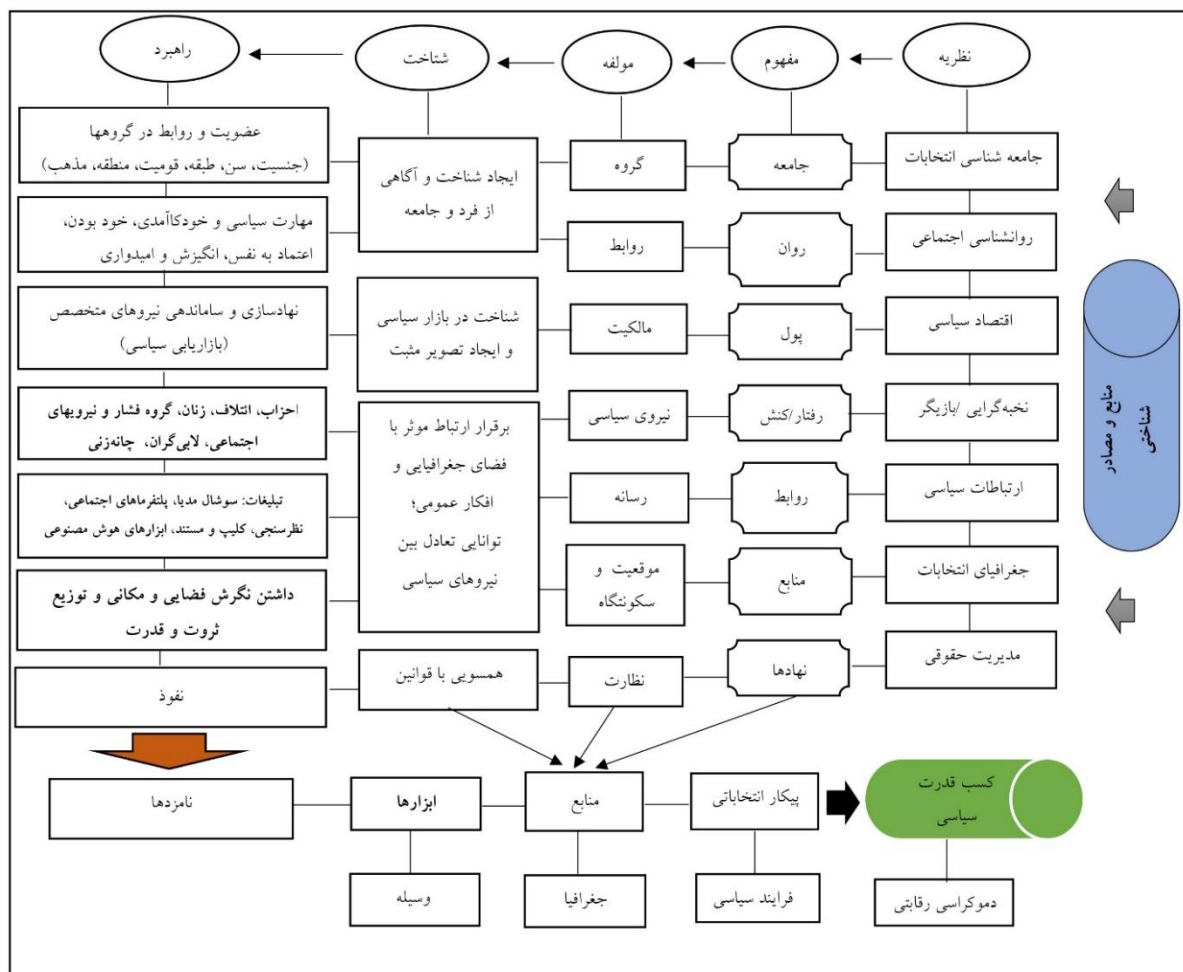 نظریه
مفهوم
مولفه
شناخت
راهبرد
جامعه شناسی انتخابات
جامعه
گروه
ایجاد شناخت و آگاهی
از فرد و جامعه
عضویت و روابط در گروهها
(جنسیت، سن، طبقه، قومیت، منطقه، مذهب)
روانشناسی اجتماعی
روان
روابط
مهارت سیاسی و خودکاآمدی، خود بودن،
اعتماد به نفس، انگیزش و امیدواری
اقتصاد سیاسی
پول
مالکیت
شناخت در بازار سیاسی
و ایجاد تصویر مثبت
نهادسازی و ساماندهی نیروهای متخصص
(بازاریابی سیاسی)
نخبه‌گرایی /بازیگر
رفتار/کنش
نیروی سیاسی
برقرار ارتباط موثر با
فضای جغرافیایی و
افکار عمومی؛
توانایی تعادل بین
نیروهای سیاسی
احزاب، ائتلاف، زنان، گروه فشار و نیرویهای
اجتماعی، لابی‌گران، چانه‌زنی
ارتباطات سیاسی
روابط
رسانه
تبلیغات: سوشال مدیا، پلتفرماهای اجتماعی،
نظرسنجی، کلیپ و مستند، ابزارهای هوش مصنوعی
جغرافیای انتخابات
منابع
موقعیت و
سکونتگاه
داشتن نگرش فضایی و مکانی و توزیع
ثروت و قدرت
مدیریت حقوقی
نهادها
نظارت
همسویی با قوانین
نفوذ
منابع و مصادر
شناختی
کسب قدرت
سیاسی
پیکار انتخاباتی
منابع
ابزارها
نامزدها
دموکراسی رقابتی
فرایند سیاسی
جغرافیا
وسیله